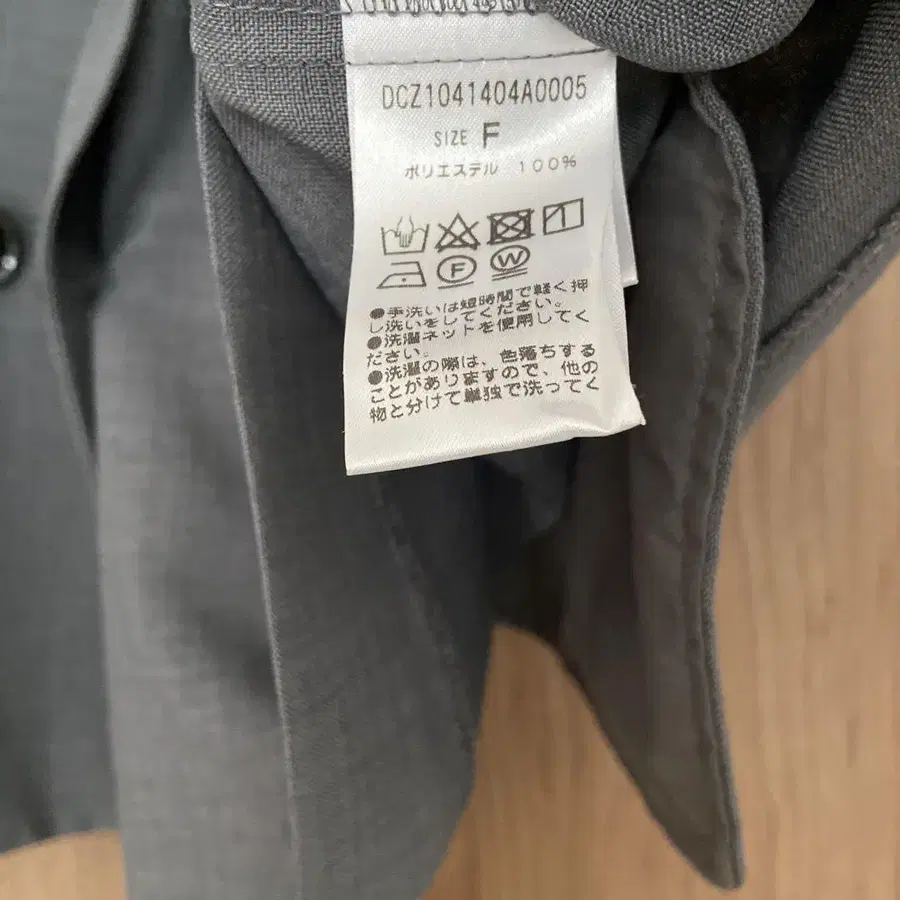 DCZ1041404A0005
SIZE F
ポリエステル 100%
F W
●手洗いは短時間で軽く押
し洗いをしてください。
●洗濯ネットを使用してく
ださい。
●洗濯の際は、色落ちする
ことがありますので、他の
物と分けて単独で洗ってく